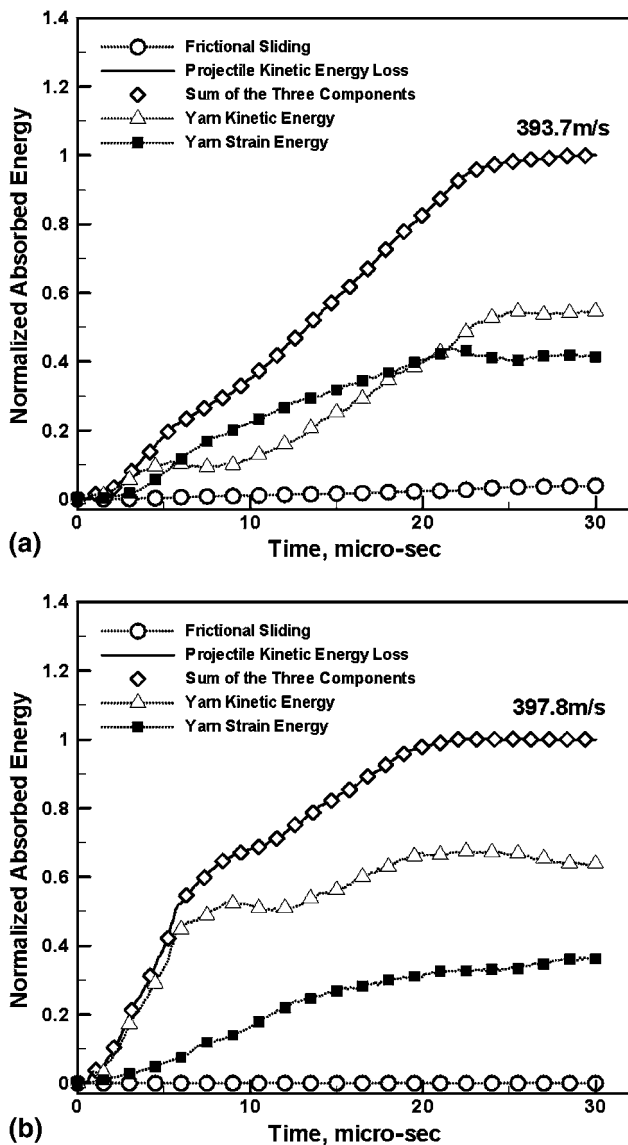 1.4
Frictional Sliding
1.2
Projectile Kinetic Energy Loss
Sum of the Three Components
Yarn Kinetic Energy
393.7m/s
Yarn Strain Energy
1
0.8
0.6
0.4
0.2
0
Normalized Absorbed Energy
0
10
20
30
(a)
Time, micro-sec
1.4
Frictional Sliding
1.2
Projectile Kinetic Energy Loss
Sum of the Three Components
Yarn Kinetic Energy
397.8m/s
Yarn Strain Energy
1
0.8
0.6
0.4
0.2
0
Normalized Absorbed Energy
0
10
20
30
(b)
Time, micro-sec